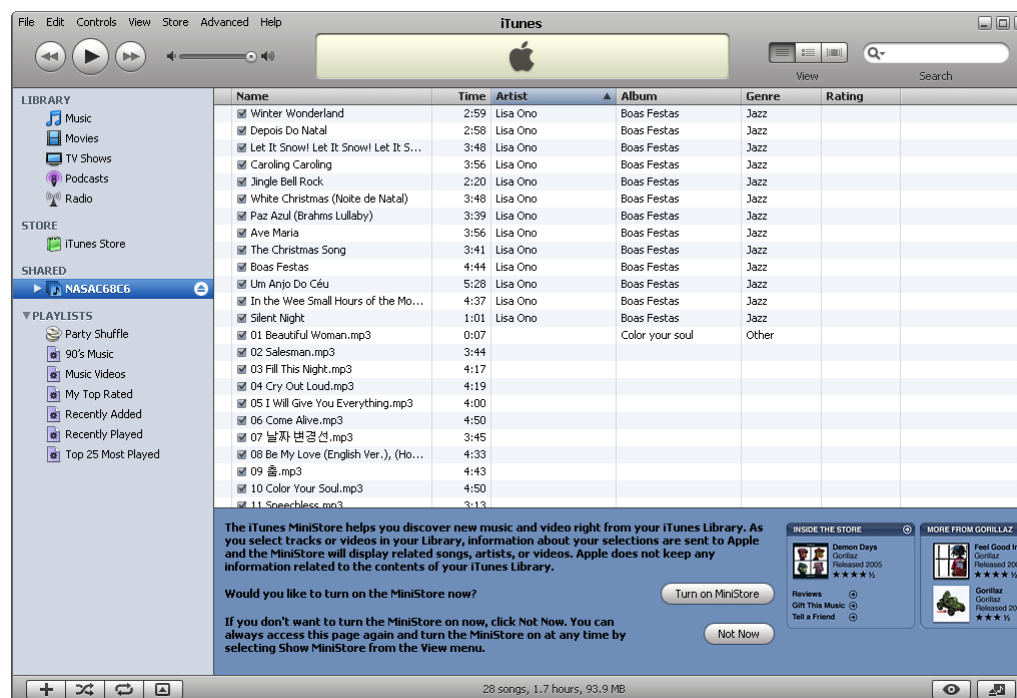 File Edit Controls View Store Advanced Help
iTunes
View
Search
LIBRARY
Music
Movies
TV Shows
Podcasts
Radio
STORE
iTunes Store
SHARED
NASAC68C6
PLAYLISTS
Party Shuffle
90's Music
Music Videos
My Top Rated
Recently Added
Recently Played
Top 25 Most Played
Name Time Artist Album Genre Rating
Winter Wonderland 2:59 Lisa Ono Boas Festas Jazz
Depois Do Natal 2:58 Lisa Ono Boas Festas Jazz
Let It Snow! Let It Snow! Let It S... 3:48 Lisa Ono Boas Festas Jazz
Caroling Caroling 3:56 Lisa Ono Boas Festas Jazz
Jingle Bell Rock 2:20 Lisa Ono Boas Festas Jazz
White Christmas (Noite de Natal) 3:48 Lisa Ono Boas Festas Jazz
Paz Azul (Brahms Lullaby) 3:39 Lisa Ono Boas Festas Jazz
Ave Maria 3:56 Lisa Ono Boas Festas Jazz
The Christmas Song 3:41 Lisa Ono Boas Festas Jazz
Boas Festas 4:44 Lisa Ono Boas Festas Jazz
Um Anjo Do Céu 5:28 Lisa Ono Boas Festas Jazz
In the Wee Small Hours of the Mo... 4:37 Lisa Ono Boas Festas Jazz
Silent Night 1:01 Lisa Ono Boas Festas Jazz
01 Beautiful Woman.mp3 0:07 Color your soul Other
02 Salesman.mp3 3:44
03 Fill This Night.mp3 4:17
04 Cry Out Loud.mp3 4:19
05 I Will Give You Everything.mp3 4:00
06 Come Alive.mp3 4:50
07 날짜 변경선.mp3 3:45
08 Be My Love (English Ver.), (Ho... 4:33
09 춤.mp3 4:43
10 Color Your Soul.mp3 4:50
11 Speechless.mp3 3:13
The iTunes MiniStore helps you discover new music and video right from your iTunes Library. As
you select tracks or videos in your Library, information about your selections are sent to Apple
and the MiniStore will display related songs, artists, or videos. Apple does not keep any
information related to the contents of your iTunes Library.
Would you like to turn on the MiniStore now?
Turn on MiniStore
If you don't want to turn the MiniStore on now, click Not Now. You can
always access this page again and turn the MiniStore on at any time by
selecting Show MiniStore from the View menu.
Not Now
INSIDE THE STORE
Demon Days
Gorillaz
Released 2005
Reviews
Gift This Music
Tell a Friend
MORE FROM GORILLAZ
Feel Good In
Gorillaz
Released 200
Gorillaz
Gorillaz
Released 20
28 songs, 1.7 hours, 93.9 MB